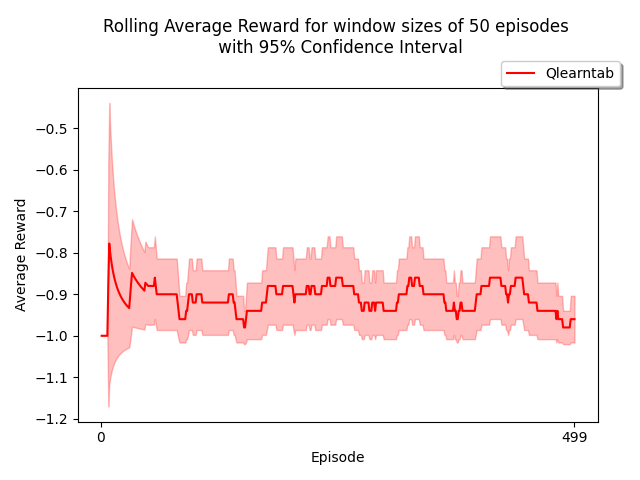 Rolling Average Reward for window sizes of 50 episodes
with 95% Confidence Interval
Qlearntab
−0.5
−0.6
−0.7
−0.8
−0.9
−1.0
−1.1
−1.2
Average Reward
0
499
Episode